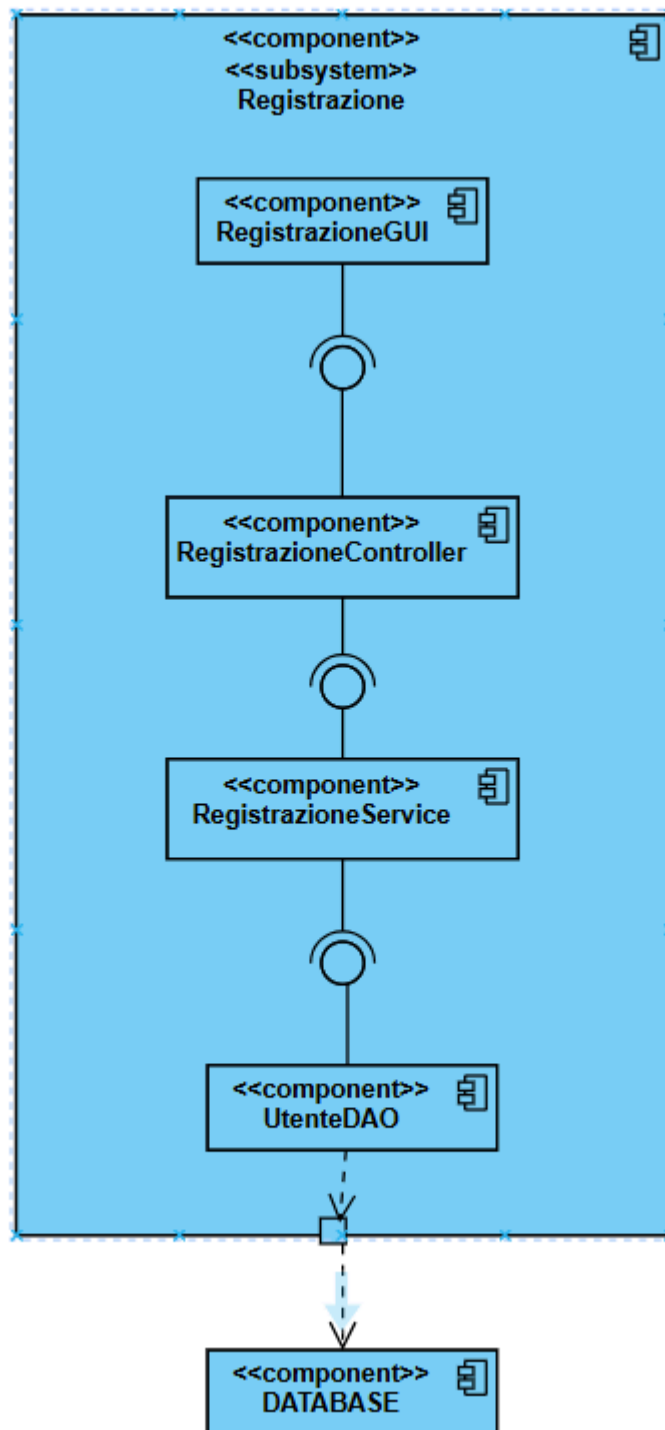 <<component>>
<<subsystem>>
Registrazione
<<component>>
RegistrazioneGUI
<<component>>
RegistrazioneController
<<component>>
RegistrazioneService
<<component>>
UtenteDAO
<<component>>
DATABASE